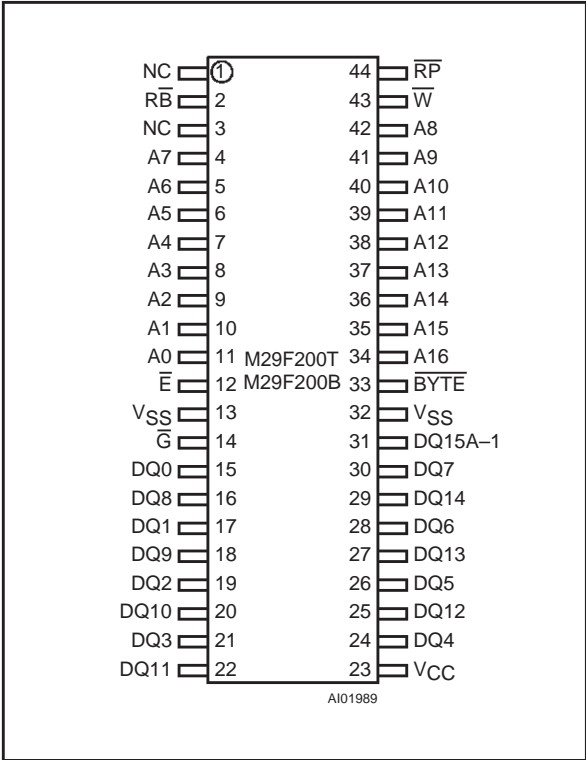 NC 1 44 R̅P̅
RB̅ 2 43 W̅
NC 3 42 A8
A7 4 41 A9
A6 5 40 A10
A5 6 39 A11
A4 7 38 A12
A3 8 37 A13
A2 9 36 A14
A1 10 35 A15
A0 11 M29F200T 34 A16
E̅ 12 M29F200B 33 B̅Y̅T̅E̅
VSS 13 32 VSS
G̅ 14 31 DQ15A–1
DQ0 15 30 DQ7
DQ8 16 29 DQ14
DQ1 17 28 DQ6
DQ9 18 27 DQ13
DQ2 19 26 DQ5
DQ10 20 25 DQ12
DQ3 21 24 DQ4
DQ11 22 23 VCC
AI01989